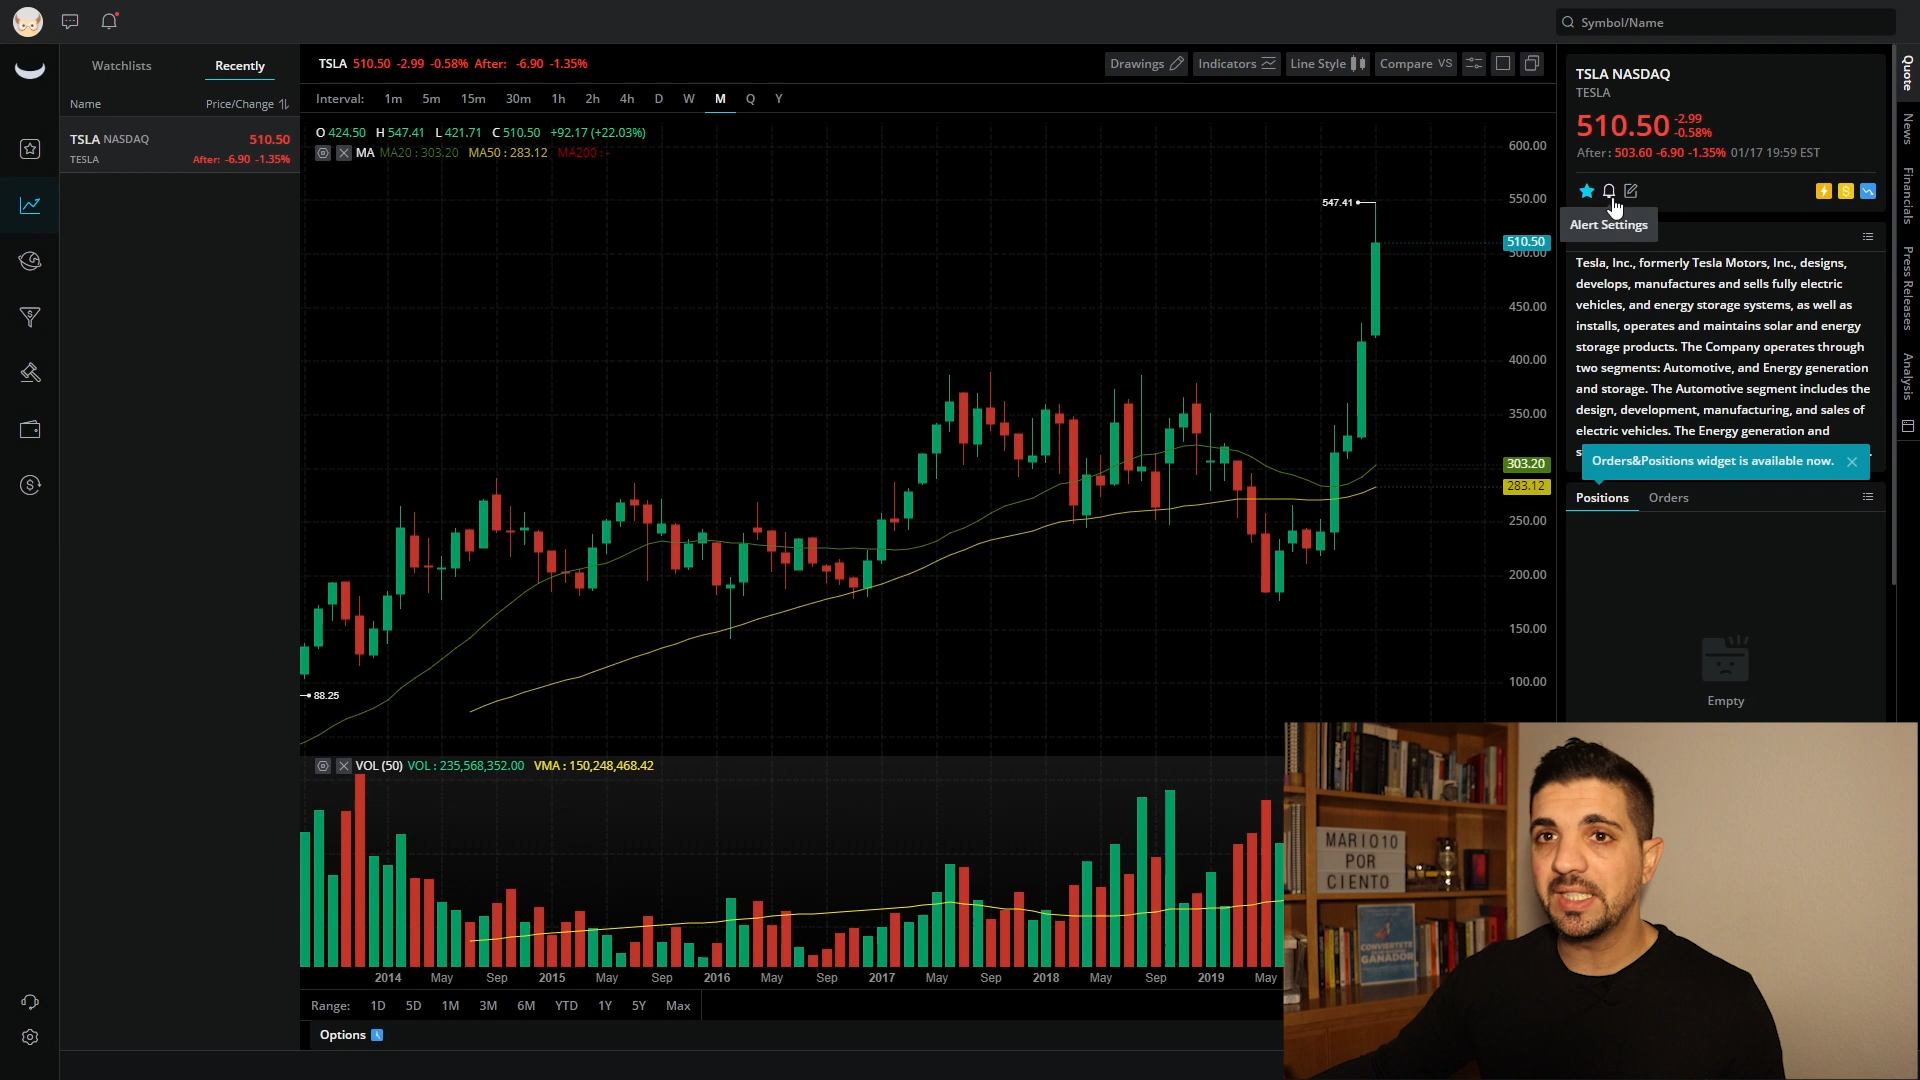 Symbol/Name
Watchlists Recently
Name Price/Change
TSLA NASDAQ 510.50
TESLA After: -6.90 -1.35%
TSLA 510.50 -2.99 -0.58% After: -6.90 -1.35%
Drawings Indicators Line Style Compare VS
Interval: 1m 5m 15m 30m 1h 2h 4h D W M Q Y
O 424.50 H 547.41 L 421.71 C 510.50 +92.17 (+22.03%)
MA MA20 : 303.20 MA50 : 283.12 MA200 : -
600.00
550.00
547.41
510.50
500.00
450.00
400.00
350.00
303.20
283.12
250.00
200.00
150.00
100.00
88.25
VOL (50) VOL : 235,568,352.00 VMA : 150,248,468.42
2014 May Sep 2015 May Sep 2016 May Sep 2017 May Sep 2018 May Sep 2019 May
Range: 1D 5D 1M 3M 6M YTD 1Y 5Y Max
Options
TSLA NASDAQ
TESLA
510.50 -2.99
-0.58%
After : 503.60 -6.90 -1.35% 01/17 19:59 EST
$
Alert Settings
Tesla, Inc., formerly Tesla Motors, Inc., designs,
develops, manufactures and sells fully electric
vehicles, and energy storage systems, as well as
installs, operates and maintains solar and energy
storage products. The Company operates through
two segments: Automotive, and Energy generation
and storage. The Automotive segment includes the
design, development, manufacturing, and sales of
electric vehicles. The Energy generation and
Orders&Positions widget is available now.
Positions Orders
Empty
Quote
News
Financials
Press Releases
Analysis
MARIO10
POR
CIENTO
CONVIERTETE
GANADOR